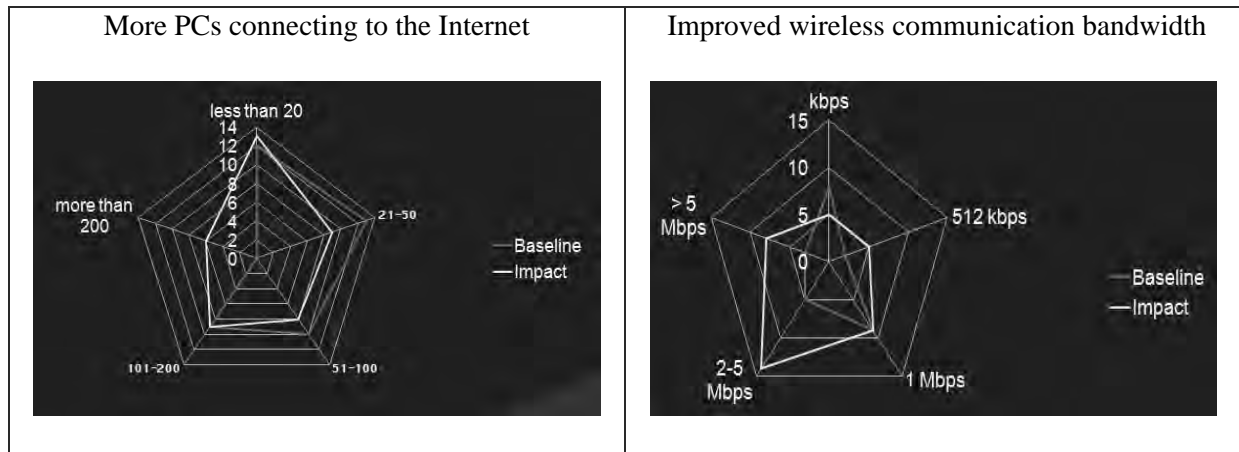 More PCs connecting to the Internet
less than 20
14
12
10
8
6
4
2
0
more than
200
21-50
Baseline
Impact
101-200
51-100
Improved wireless communication bandwidth
kbps
15
10
5
0
> 5
Mbps
512 kbps
Baseline
Impact
2-5
Mbps
1 Mbps